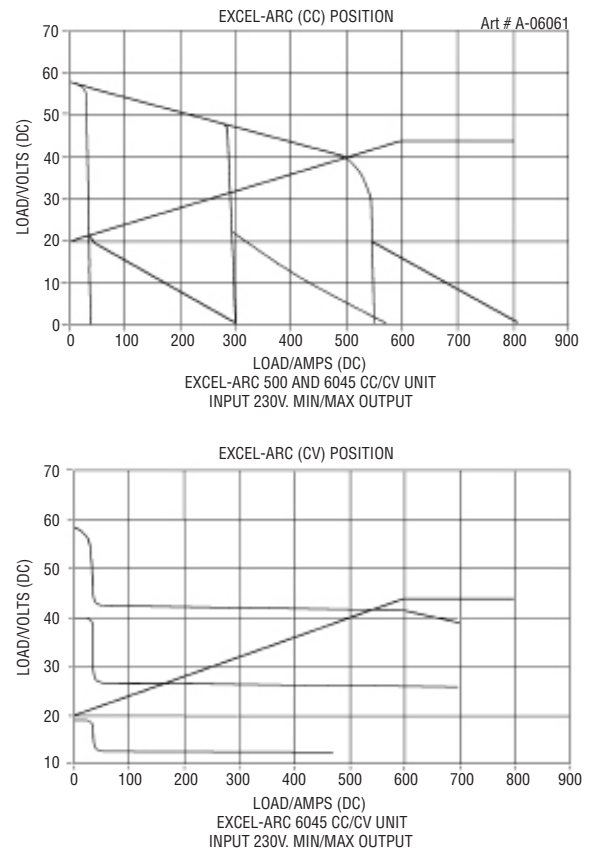 EXCEL-ARC (CC) POSITION
Art # A-06061
70
60
50
40
30
20
10
0
LOAD/VOLTS (DC)
0 100 200 300 400 500 600 700 800 900
LOAD/AMPS (DC)
EXCEL-ARC 500 AND 6045 CC/CV UNIT
INPUT 230V. MIN/MAX OUTPUT
EXCEL-ARC (CV) POSITION
70
60
50
40
30
20
10
LOAD/VOLTS (DC)
0 100 200 300 400 500 600 700 800 900
LOAD/AMPS (DC)
EXCEL-ARC 6045 CC/CV UNIT
INPUT 230V. MIN/MAX OUTPUT